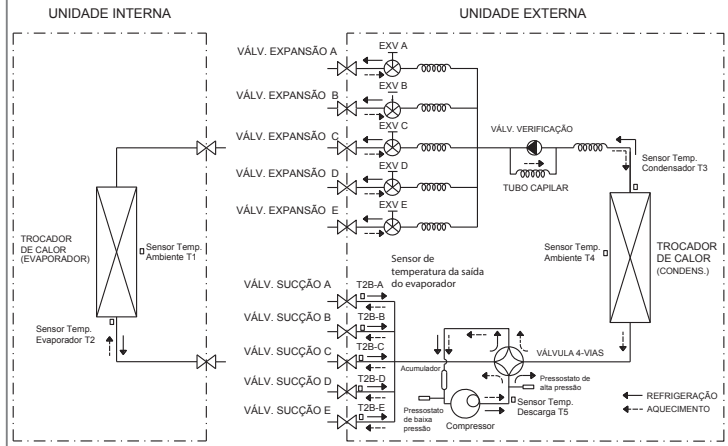 UNIDADE INTERNA
UNIDADE EXTERNA
VÁLV. EXPANSÃO A
EXV A
VÁLV. EXPANSÃO B
EXV B
VÁLV. EXPANSÃO C
EXV C
VÁLV. EXPANSÃO D
EXV D
VÁLV. EXPANSÃO E
EXV E
VÁLV. VERIFICAÇÃO
TUBO CAPILAR
Sensor Temp.
Condensador T3
TROCADOR
DE CALOR
(EVAPORADOR)
Sensor Temp.
Ambiente T1
Sensor Temp.
Evaporador T2
Sensor de
temperatura da saída
do evaporador
Sensor Temp.
Ambiente T4
TROCADOR
DE CALOR
(CONDENS.)
VÁLV. SUCÇÃO A
T2B-A
VÁLV. SUCÇÃO B
T2B-B
VÁLV. SUCÇÃO C
T2B-C
VÁLV. SUCÇÃO D
T2B-D
VÁLV. SUCÇÃO E
T2B-E
VÁLVULA 4-VIAS
Acumulador
Pressostato de
alta pressão
Pressostato
de baixa
pressão
Compressor
Sensor Temp.
Descarga T5
REFRIGERAÇÃO
AQUECIMENTO